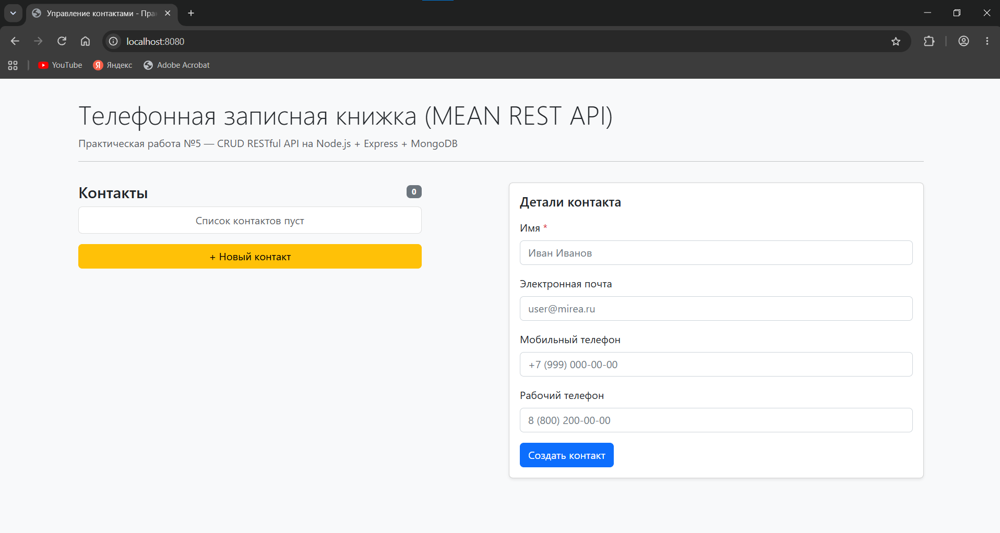 Управление контактами - Пра
localhost:8080
YouTube
Яндекс
Adobe Acrobat
Телефонная записная книжка (MEAN REST API)
Практическая работа №5 — CRUD RESTful API на Node.js + Express + MongoDB
Контакты
0
Список контактов пуст
+ Новый контакт
Детали контакта
Имя *
Иван Иванов
Электронная почта
user@mirea.ru
Мобильный телефон
+7 (999) 000-00-00
Рабочий телефон
8 (800) 200-00-00
Создать контакт